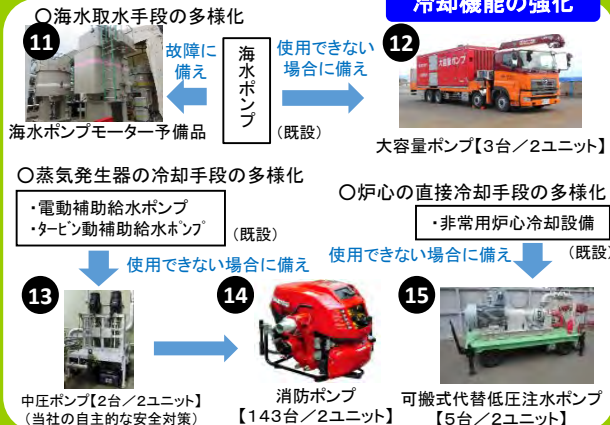 冷却機能の強化
○海水取水手段の多様化
11
故障に
備え
海水ポンプ
(既設)
使用できない
場合に備え
12
大容量ポンプ
海水ポンプモーター予備品
大容量ポンプ【3台/2ユニット】
○蒸気発生器の冷却手段の多様化
・電動補助給水ポンプ
・タービン動補助給水ポンプ
(既設)
使用できない場合に備え
○炉心の直接冷却手段の多様化
・非常用炉心冷却設備
(既設)
使用できない場合に備え
13
14
15
中圧ポンプ【2台/2ユニット】
(当社の自主的な安全対策)
消防ポンプ
【143台/2ユニット】
可搬式代替低圧注水ポンプ
【5台/2ユニット】